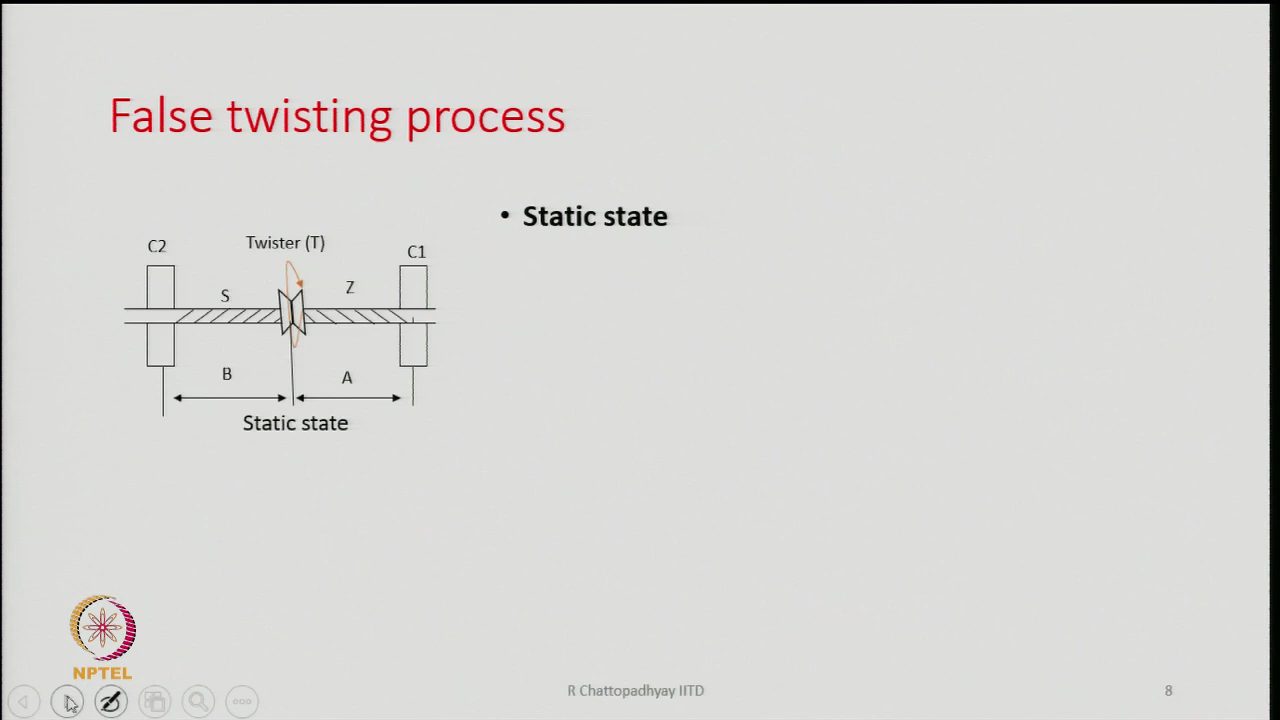 False twisting process
• Static state
C2
Twister (T)
C1
S
Z
B
A
Static state
NPTEL
R Chattopadhyay IITD
8